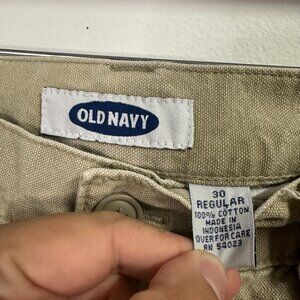 OLD NAVY
30
REGULAR
100% COTTON
MADE IN
INDONESIA
OVER FOR CARE
RN 54023